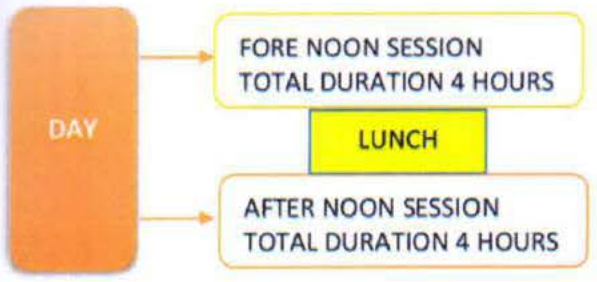 DAY
FORE NOON SESSION
TOTAL DURATION 4 HOURS
LUNCH
AFTER NOON SESSION
TOTAL DURATION 4 HOURS